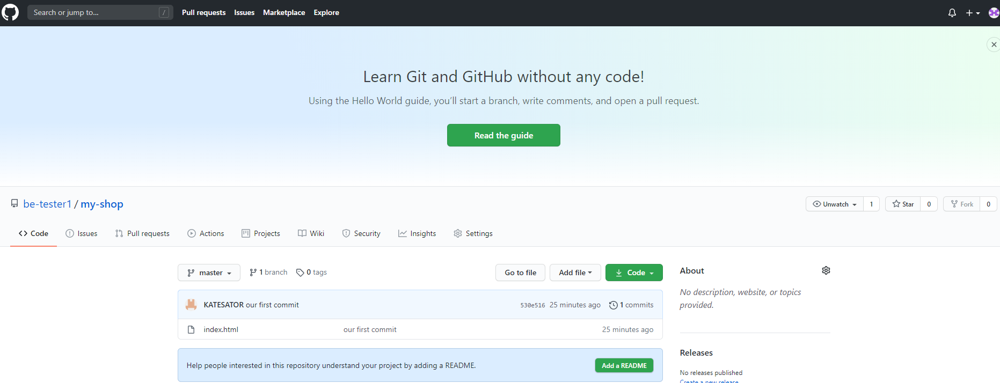 Search or jump to... /
Pull requests Issues Marketplace Explore
Learn Git and GitHub without any code!
Using the Hello World guide, you'll start a branch, write comments, and open a pull request.
Read the guide
be-tester1 / my-shop
Unwatch 1 Star 0 Fork 0
Code Issues Pull requests Actions Projects Wiki Security Insights Settings
master 1 branch 0 tags Go to file Add file Code
KATESATOR our first commit 530e516 25 minutes ago 1 commits
index.html our first commit 25 minutes ago
Help people interested in this repository understand your project by adding a README. Add a README
About
No description, website, or topics
provided.
Releases
No releases published
Create a new release